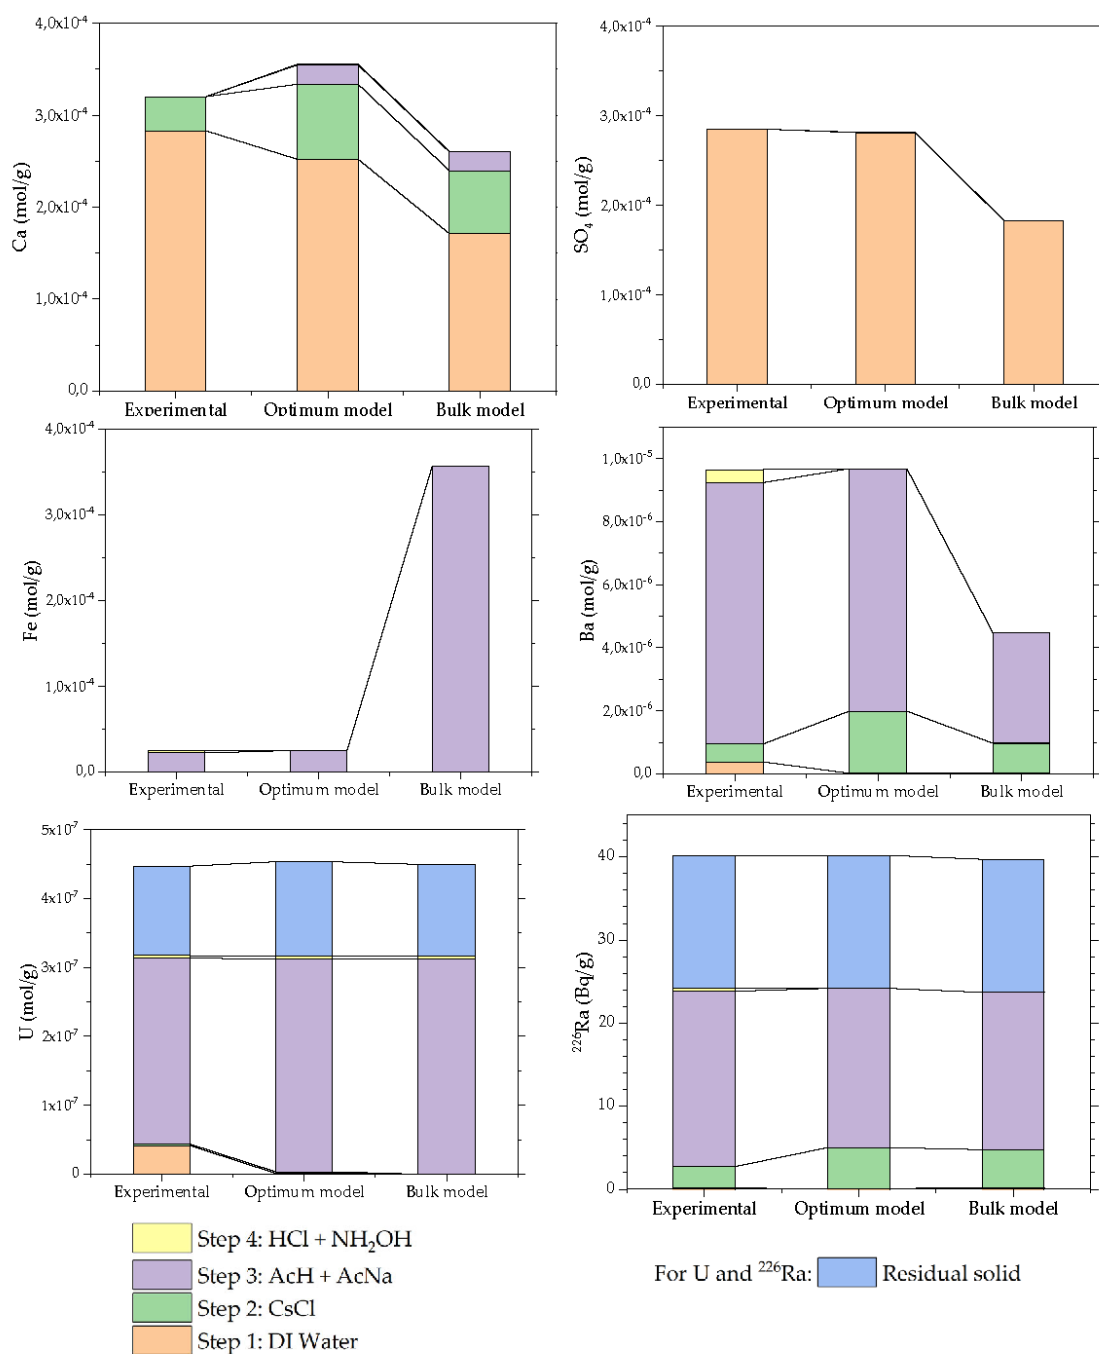 4,0x10⁻⁴
3,0x10⁻⁴
2,0x10⁻⁴
1,0x10⁻⁴
0,0
Ca (mol/g)
Experimental Optimum model Bulk model
4,0x10⁻⁴
3,0x10⁻⁴
2,0x10⁻⁴
1,0x10⁻⁴
0,0
SO₄ (mol/g)
Experimental Optimum model Bulk model
4,0x10⁻⁴
3,0x10⁻⁴
2,0x10⁻⁴
1,0x10⁻⁴
0,0
Fe (mol/g)
Experimental Optimum model Bulk model
1,0x10⁻⁵
8,0x10⁻⁶
6,0x10⁻⁶
4,0x10⁻⁶
2,0x10⁻⁶
0,0
Ba (mol/g)
Experimental Optimum model Bulk model
5x10⁻⁷
4x10⁻⁷
3x10⁻⁷
2x10⁻⁷
1x10⁻⁷
0
U (mol/g)
Experimental Optimum model Bulk model
40
30
20
10
0
²²⁶Ra (Bq/g)
Experimental Optimum model Bulk model
Step 4: HCl + NH₂OH
Step 3: AcH + AcNa
Step 2: CsCl
Step 1: DI Water
For U and ²²⁶Ra: Residual solid